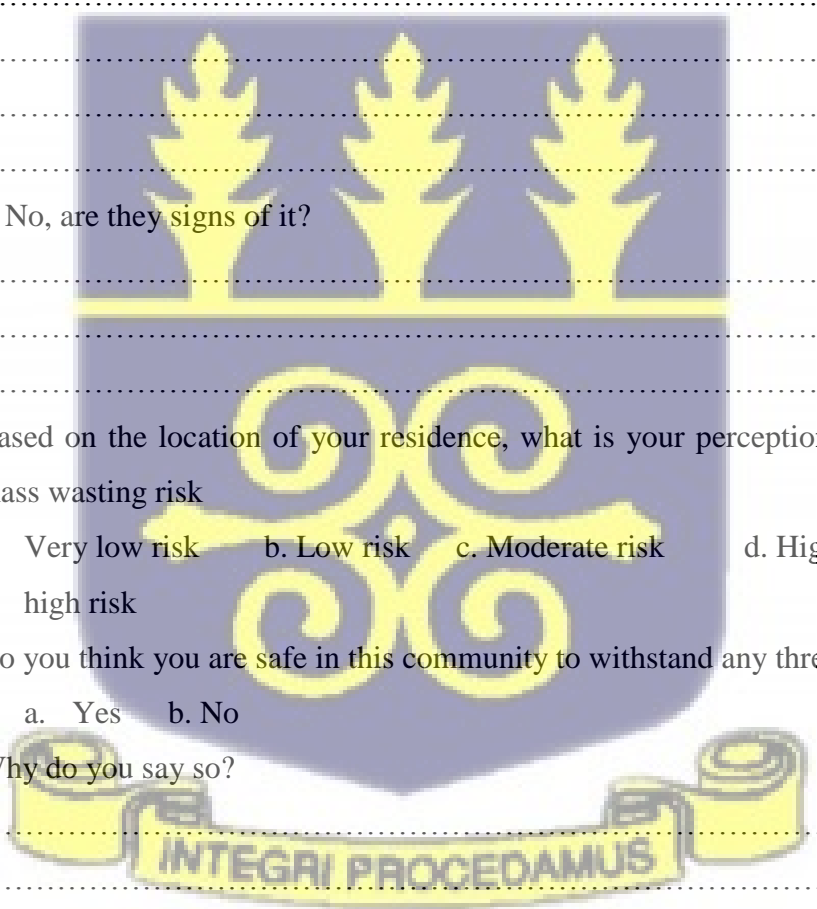 No, are they signs of it?
ased on the location of your residence, what is your perception
ass wasting risk
Very low risk b. Low risk c. Moderate risk d. Hig
high risk
o you think you are safe in this community to withstand any thre
a. Yes b. No
Why do you say so?
INTEGRI PROCEDAMUS